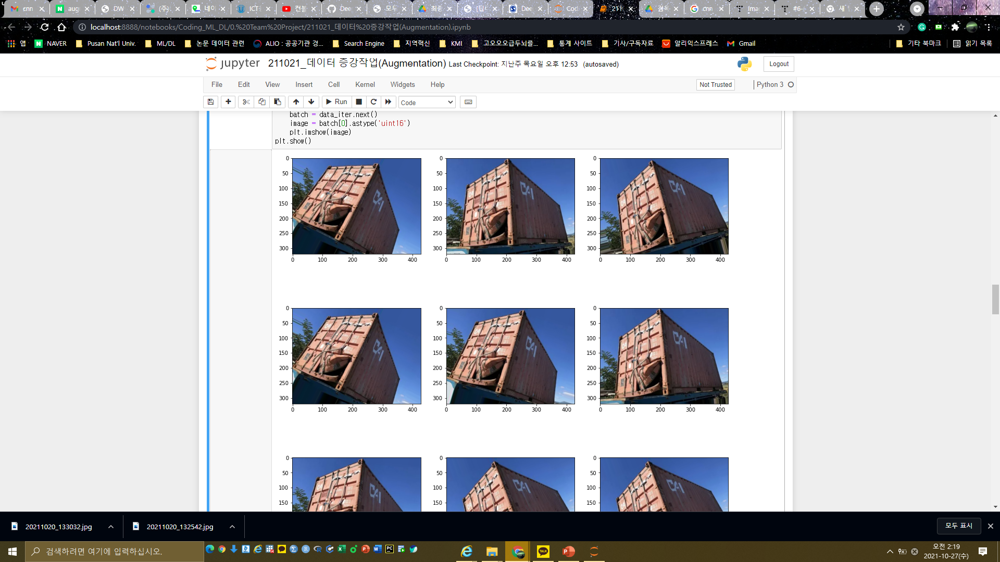 cnn
aug
DW
(주)
네이
ICT
컨볼
Dee
모두
최종
[딥
Dee
Cod
211
검옥
cnn
Ima
#6-
새 탭
localhost:8888/notebooks/Coding_ML_DL/0.%20Team%20Project/211021_데이터%20증강작업(Augmentation).ipynb
앱 NAVER Pusan Nat'l Univ. ML/DL 논문 데이터 관련 ALIO : 공공기관 경... Search Engine 지역혁신 KMI 고오오오급두뇌를... 통계 사이트 기사/구독자료 알리익스프레스 Gmail 기타 북마크 읽기 목록
jupyter 211021_데이터 증강작업(Augmentation) Last Checkpoint: 지난주 목요일 오후 12:53 (autosaved) Logout
File Edit View Insert Cell Kernel Widgets Help Not Trusted Python 3
Run Code
batch = data_iter.next()
image = batch[0].astype('uint16')
plt.imshow(image)
plt.show()
0 50 100 150 200 250 300
0 100 200 300 400
CAI
0 50 100 150 200 250 300
0 100 200 300 400
CAI
0 50 100 150 200 250 300
0 100 200 300 400
CAI
0 50 100 150 200 250 300
0 100 200 300 400
CAI
0 50 100 150 200 250 300
0 100 200 300 400
CAI
0 50 100 150 200 250 300
0 100 200 300 400
CAI
0 50 100 150
CAI
0 50 100 150
CAI
0 50 100 150
CAI
20211020_133032.jpg 20211020_132542.jpg 모두 표시
검색하려면 여기에 입력하십시오.
TALK
오전 2:19
2021-10-27(수)